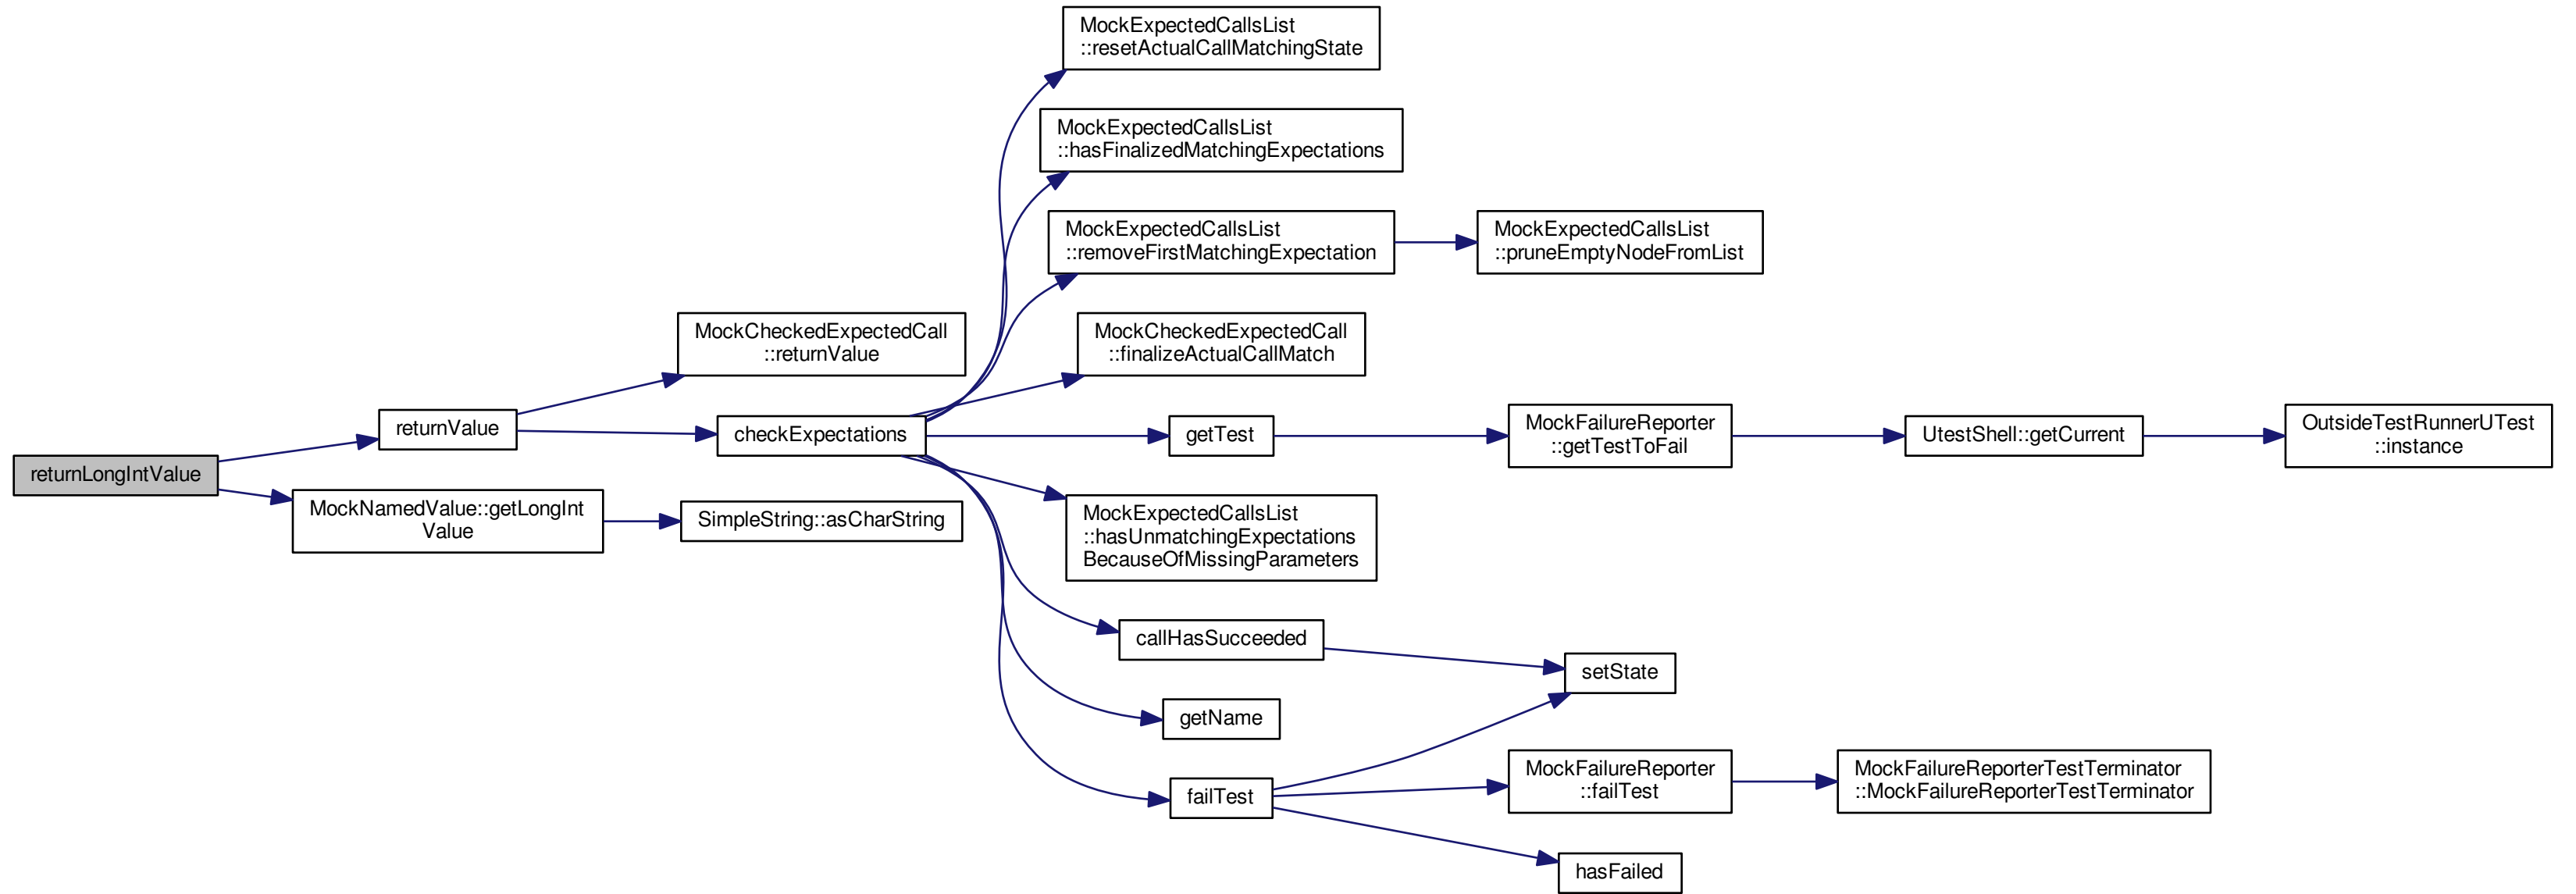 MockExpectedCallsList
::resetActualCallMatchingState
MockExpectedCallsList
::hasFinalizedMatchingExpectations
MockExpectedCallsList
::removeFirstMatchingExpectation
MockExpectedCallsList
::pruneEmptyNodeFromList
MockCheckedExpectedCall
::returnValue
MockCheckedExpectedCall
::finalizeActualCallMatch
returnValue
checkExpectations
getTest
MockFailureReporter
::getTestToFail
UtestShell::getCurrent
OutsideTestRunnerUTest
::instance
returnLongIntValue
MockNamedValue::getLongInt
Value
SimpleString::asCharString
MockExpectedCallsList
::hasUnmatchingExpectations
BecauseOfMissingParameters
callHasSucceeded
setState
getName
failTest
MockFailureReporter
::failTest
MockFailureReporterTestTerminator
::MockFailureReporterTestTerminator
hasFailed